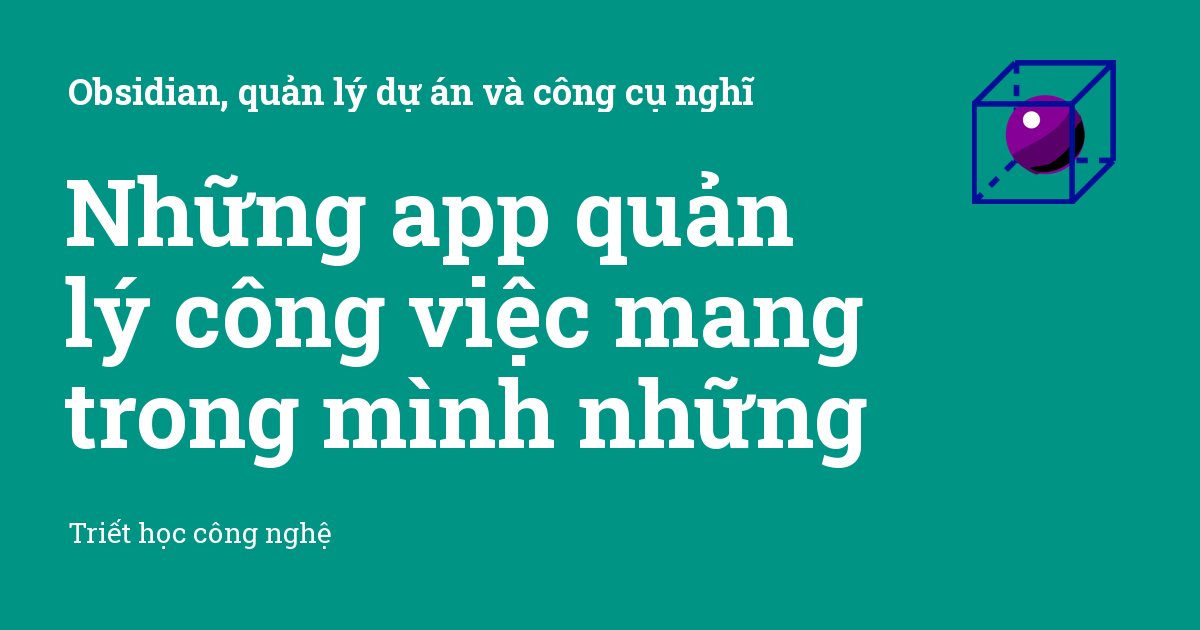 Obsidian, quản lý dự án và công cụ nghĩ
Những app quản
lý công việc mang
trong mình những
Triết học công nghệ